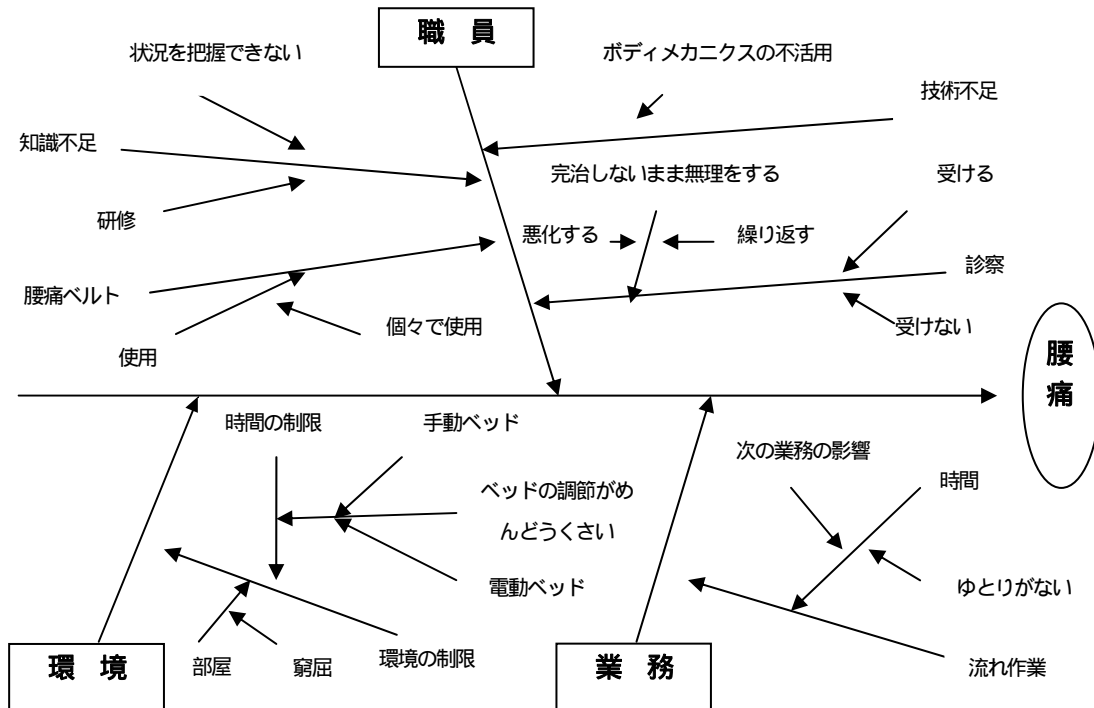 職 員
状況を把握できない
ボディメカニクスの不活用
技術不足
知識不足
完治しないまま無理をする
受ける
研修
悪化する
繰り返す
診察
腰痛ベルト
個々で使用
受けない
使用
腰
痛
時間の制限
手動ベッド
次の業務の影響
時間
ベッドの調節がめ
んどうくさい
電動ベッド
ゆとりがない
環 境
部屋
窮屈
環境の制限
業 務
流れ作業